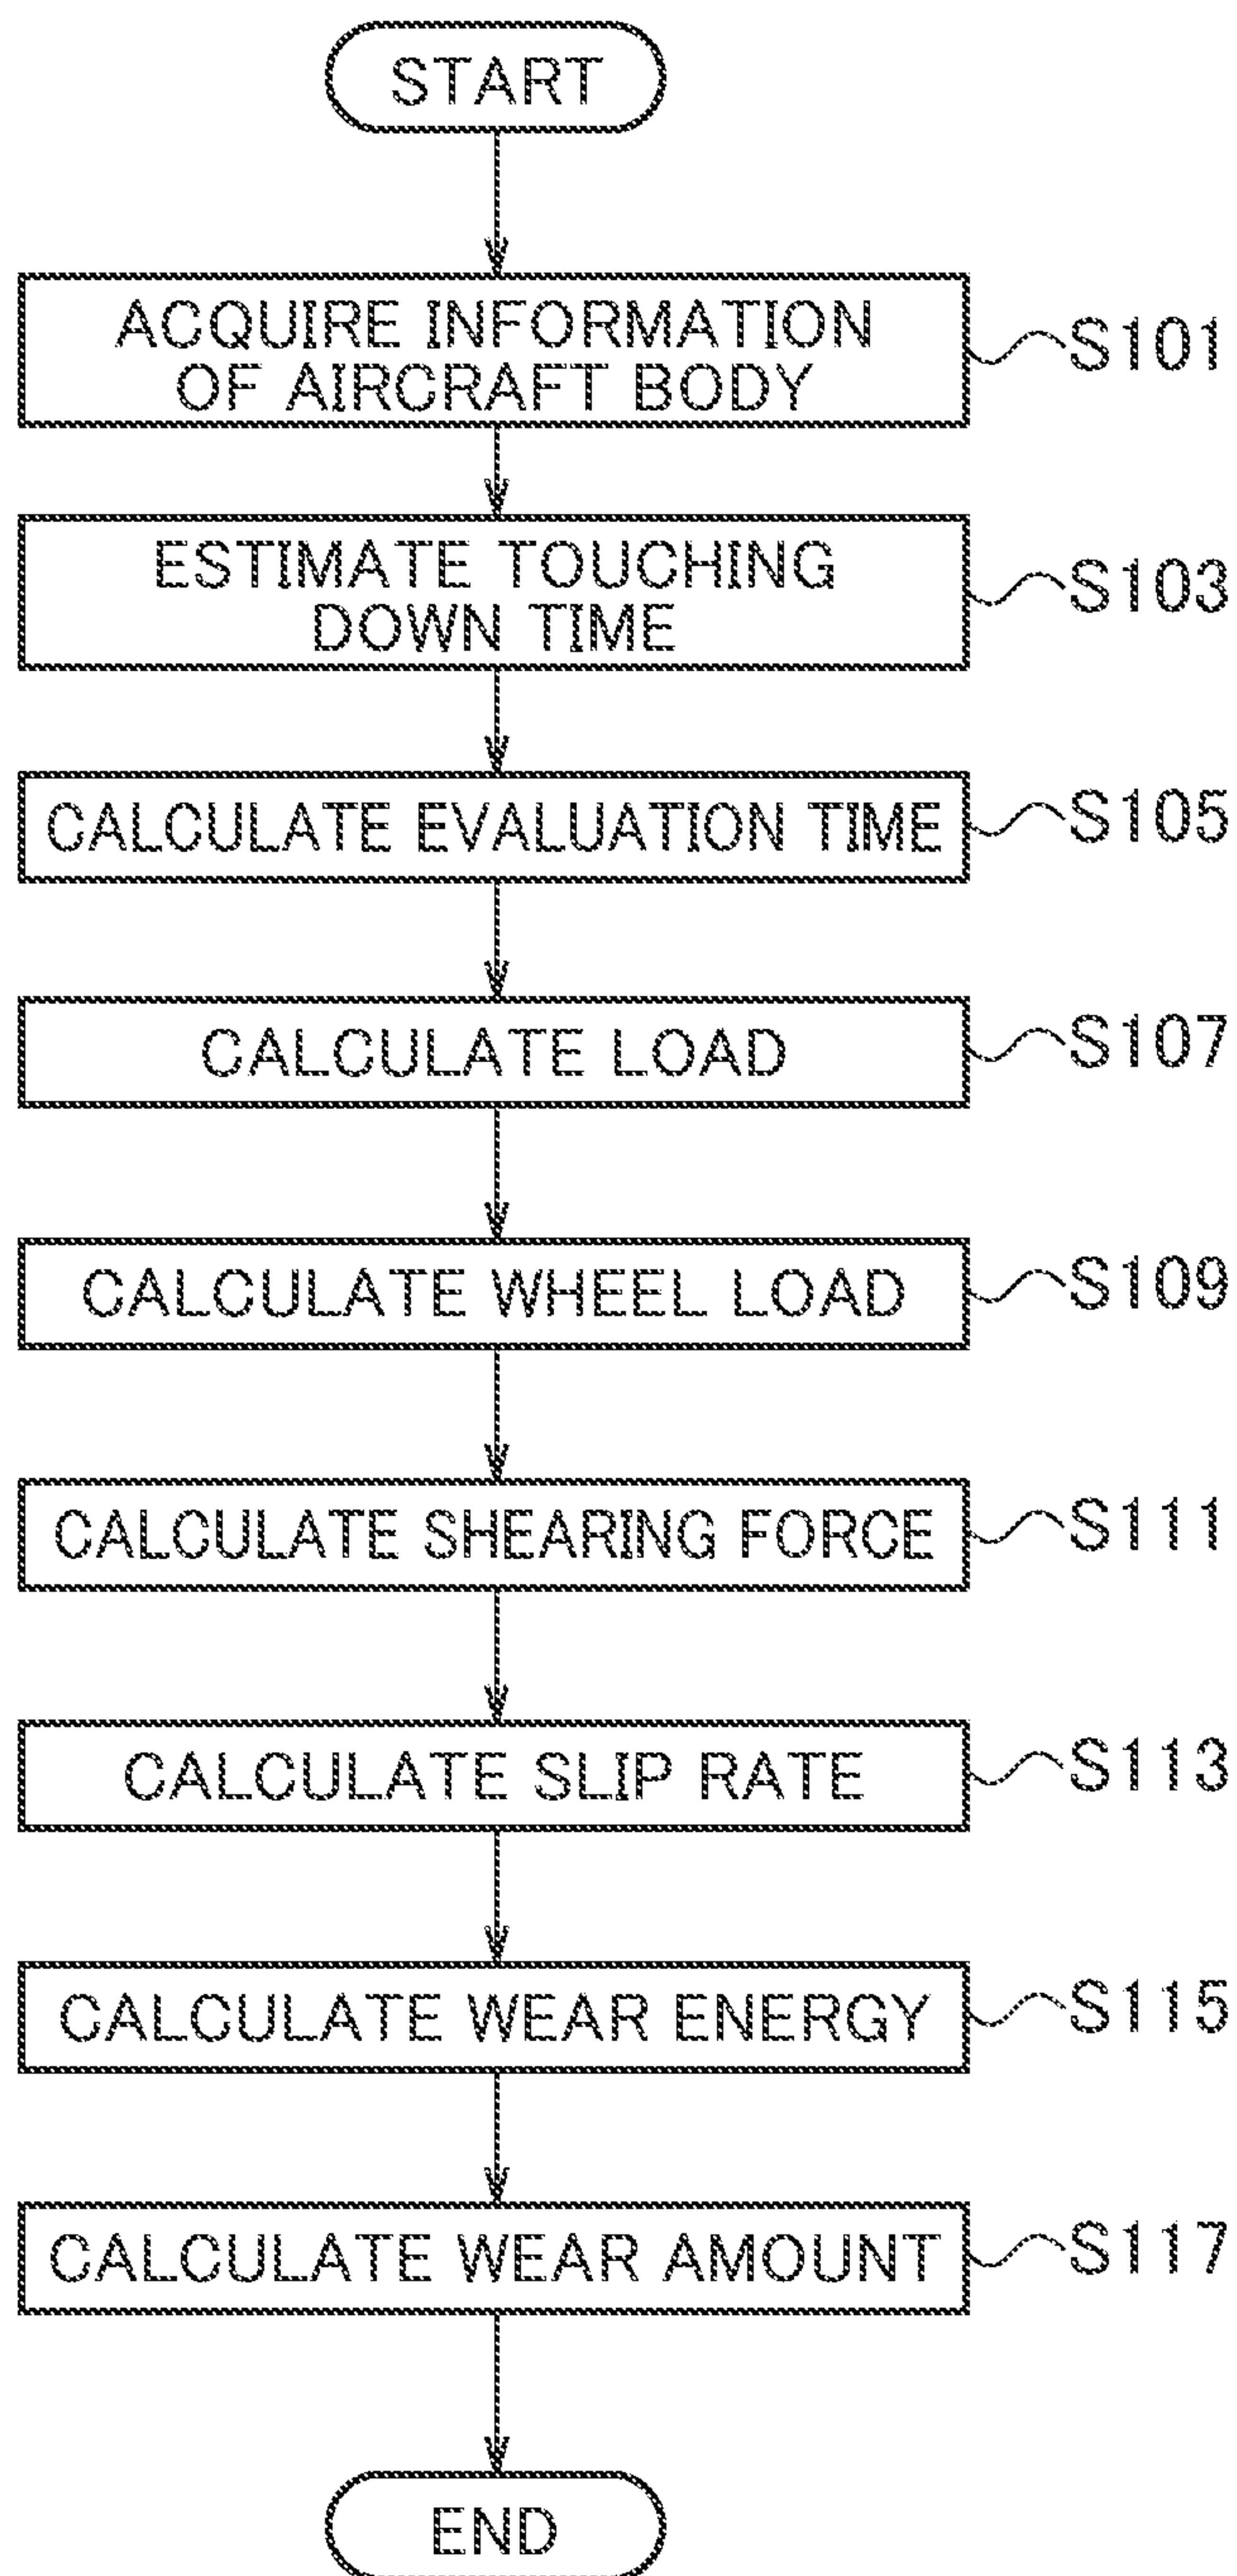 START
ACQUIRE INFORMATION
OF AIRCRAFT BODY
S101
ESTIMATE TOUCHING
DOWN TIME
S103
CALCULATE EVALUATION TIME
S105
CALCULATE LOAD
S107
CALCULATE WHEEL LOAD
S109
CALCULATE SHEARING FORCE
S111
CALCULATE SLIP RATE
S113
CALCULATE WEAR ENERGY
S115
CALCULATE WEAR AMOUNT
S117
END